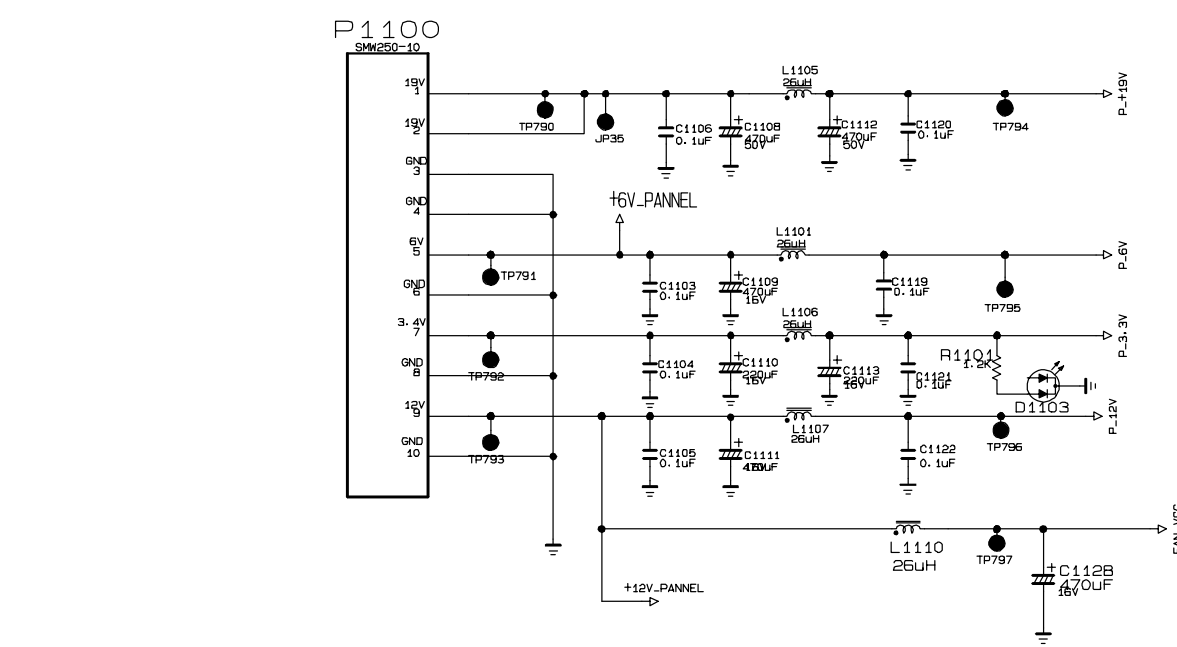 P1100
SMW250-10
19V
1
19V
2
GND
3
GND
4
6V
5
GND
6
3.4V
7
GND
8
12V
9
GND
10
TP790
JP35
C1106
0.1uF
C1108
470uF
50V
L1105
26uH
C1112
470uF
50V
C1120
0.1uF
TP794
P_+19V
+6V_PANNEL
TP791
C1103
0.1uF
C1109
470uF
16V
L1101
26uH
C1119
0.1uF
TP795
P_6V
TP792
C1104
0.1uF
C1110
220uF
16V
L1106
26uH
C1113
220uF
16V
C1121
0.1uF
R1101
1.2K
D1103
P_3.3V
TP793
C1105
0.1uF
C1111
L1107
26uH
C1122
0.1uF
TP796
P_12V
L1110
26uH
TP797
C112B
470uF
16V
+12V_PANNEL